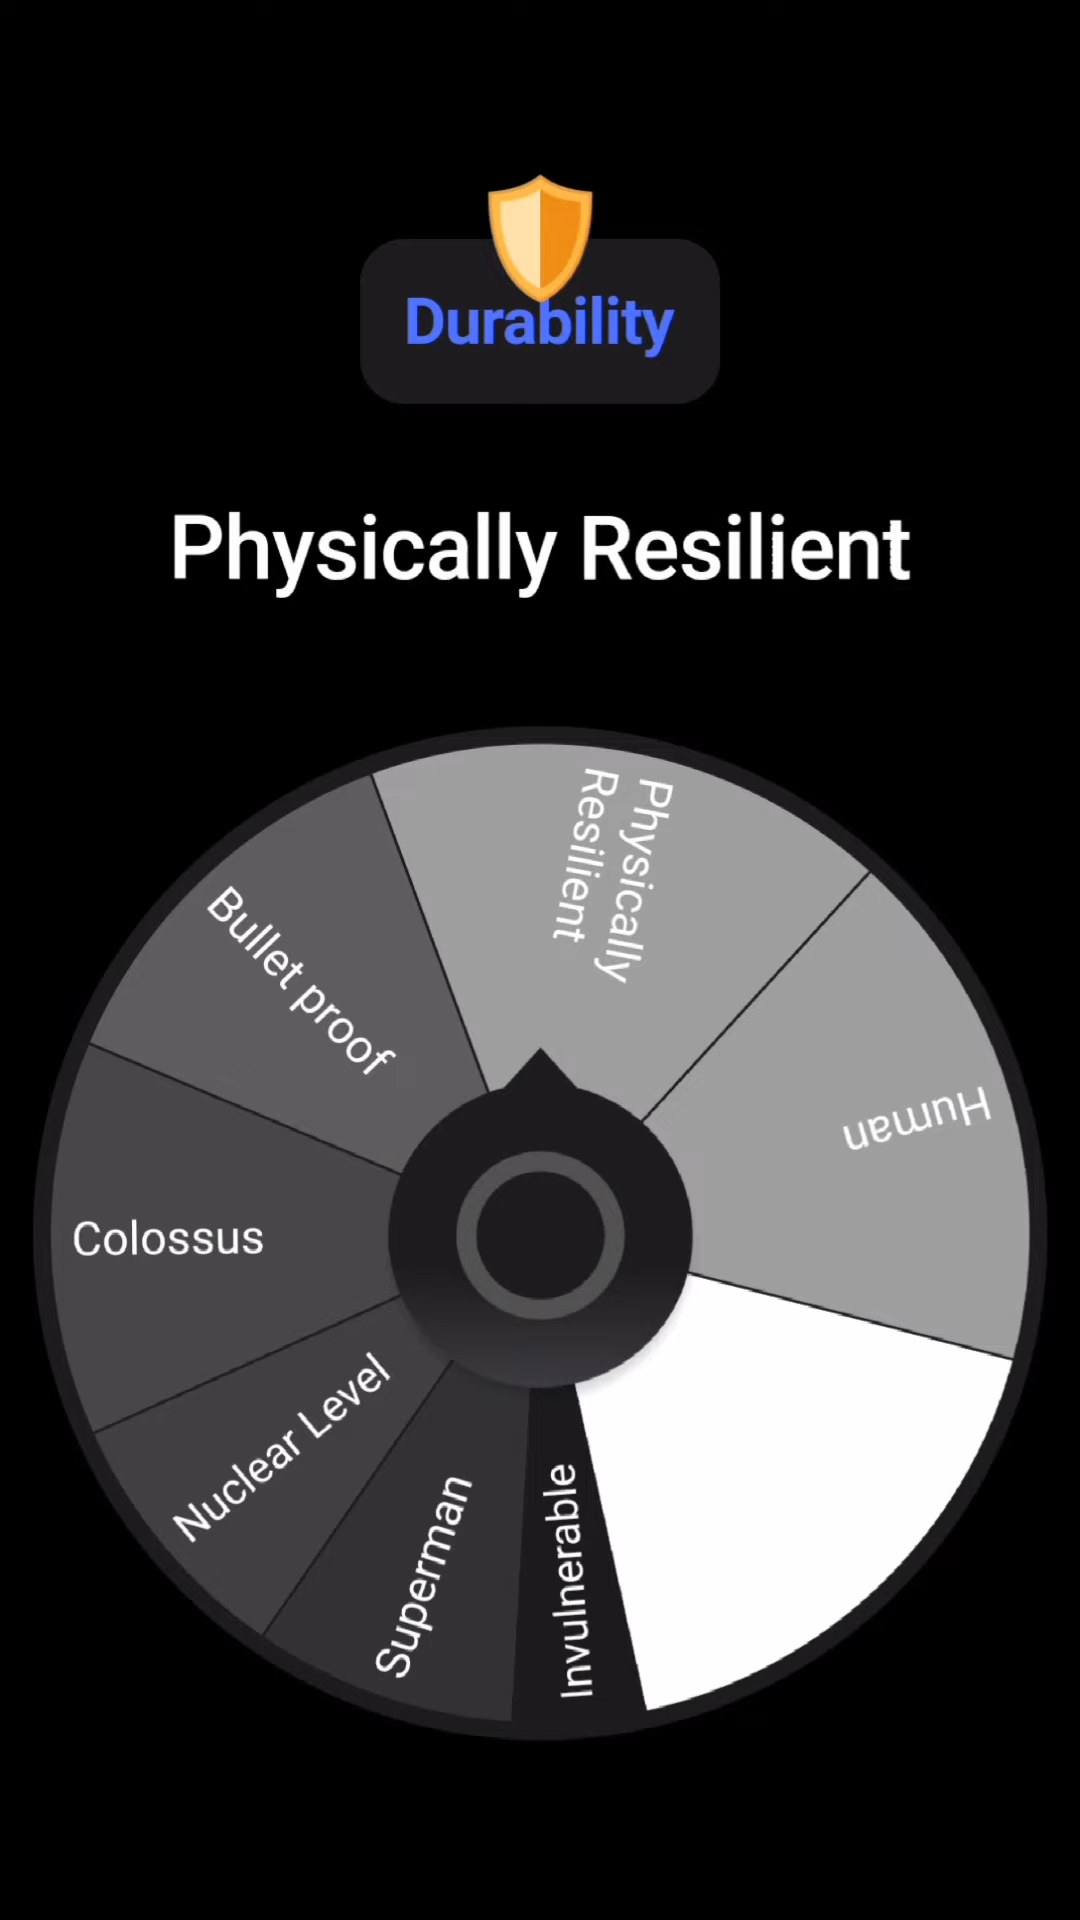 Durability
Physically Resilient
Physically
Resilient
Human
Bullet proof
Colossus
Nuclear Level
Superman
Invulnerable